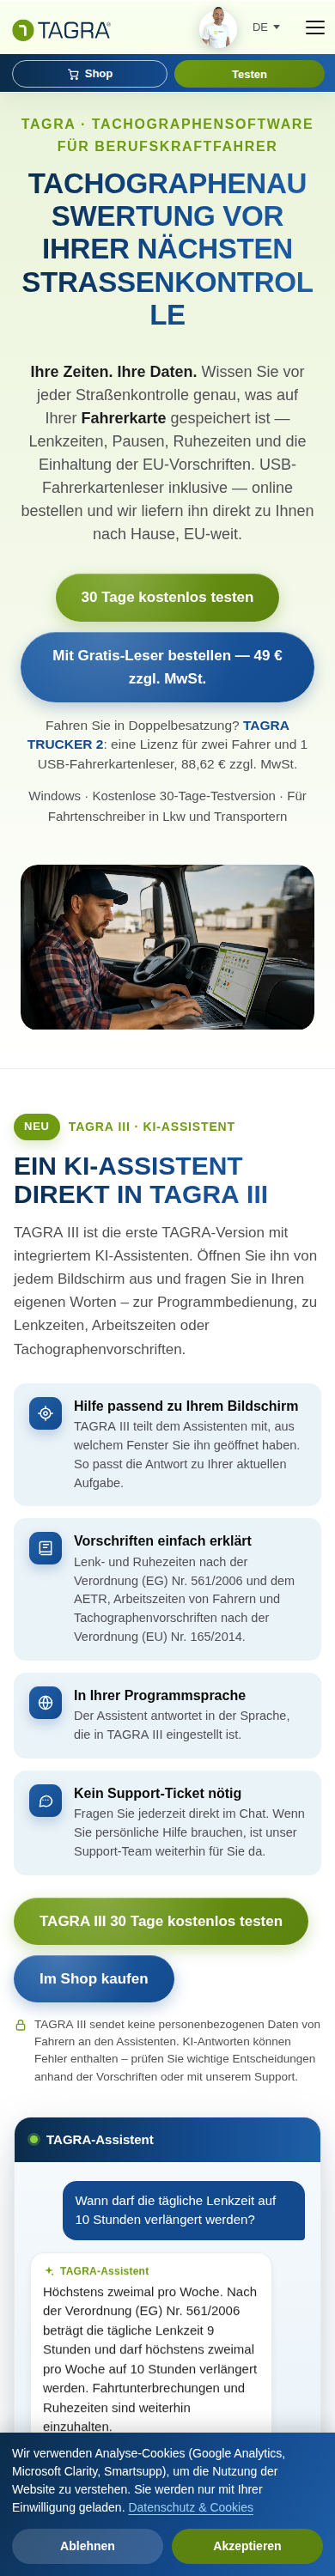 TAGRA®
DE
Shop
Testen
TAGRA · TACHOGRAPHENSOFTWARE
FÜR BERUFSKRAFTFAHRER
TACHOGRAPHENAU
SWERTUNG VOR
IHRER NÄCHSTEN
STRASSENKONTROL
LE
Ihre Zeiten. Ihre Daten. Wissen Sie vor
jeder Straßenkontrolle genau, was auf
Ihrer Fahrerkarte gespeichert ist —
Lenkzeiten, Pausen, Ruhezeiten und die
Einhaltung der EU-Vorschriften. USB-
Fahrerkartenleser inklusive — online
bestellen und wir liefern ihn direkt zu Ihnen
nach Hause, EU-weit.
30 Tage kostenlos testen
Mit Gratis-Leser bestellen — 49 €
zzgl. MwSt.
Fahren Sie in Doppelbesatzung? TAGRA
TRUCKER 2: eine Lizenz für zwei Fahrer und 1
USB-Fahrerkartenleser, 88,62 € zzgl. MwSt.
Windows · Kostenlose 30-Tage-Testversion · Für
Fahrtenschreiber in Lkw und Transportern
NEU TAGRA III · KI-ASSISTENT
EIN KI-ASSISTENT
DIREKT IN TAGRA III
TAGRA III ist die erste TAGRA-Version mit
integriertem KI-Assistenten. Öffnen Sie ihn von
jedem Bildschirm aus und fragen Sie in Ihren
eigenen Worten – zur Programmbedienung, zu
Lenkzeiten, Arbeitszeiten oder
Tachographenvorschriften.
Hilfe passend zu Ihrem Bildschirm
TAGRA III teilt dem Assistenten mit, aus
welchem Fenster Sie ihn geöffnet haben.
So passt die Antwort zu Ihrer aktuellen
Aufgabe.
Vorschriften einfach erklärt
Lenk- und Ruhezeiten nach der
Verordnung (EG) Nr. 561/2006 und dem
AETR, Arbeitszeiten von Fahrern und
Tachographenvorschriften nach der
Verordnung (EU) Nr. 165/2014.
In Ihrer Programmsprache
Der Assistent antwortet in der Sprache,
die in TAGRA III eingestellt ist.
Kein Support-Ticket nötig
Fragen Sie jederzeit direkt im Chat. Wenn
Sie persönliche Hilfe brauchen, ist unser
Support-Team weiterhin für Sie da.
TAGRA III 30 Tage kostenlos testen
Im Shop kaufen
TAGRA III sendet keine personenbezogenen Daten von
Fahrern an den Assistenten. KI-Antworten können
Fehler enthalten – prüfen Sie wichtige Entscheidungen
anhand der Vorschriften oder mit unserem Support.
TAGRA-Assistent
Wann darf die tägliche Lenkzeit auf
10 Stunden verlängert werden?
TAGRA-Assistent
Höchstens zweimal pro Woche. Nach
der Verordnung (EG) Nr. 561/2006
beträgt die tägliche Lenkzeit 9
Stunden und darf höchstens zweimal
pro Woche auf 10 Stunden verlängert
werden. Fahrtunterbrechungen und
Ruhezeiten sind weiterhin
einzuhalten.
Wir verwenden Analyse-Cookies (Google Analytics,
Microsoft Clarity, Smartsupp), um die Nutzung der
Website zu verstehen. Sie werden nur mit Ihrer
Einwilligung geladen. Datenschutz & Cookies
Ablehnen
Akzeptieren